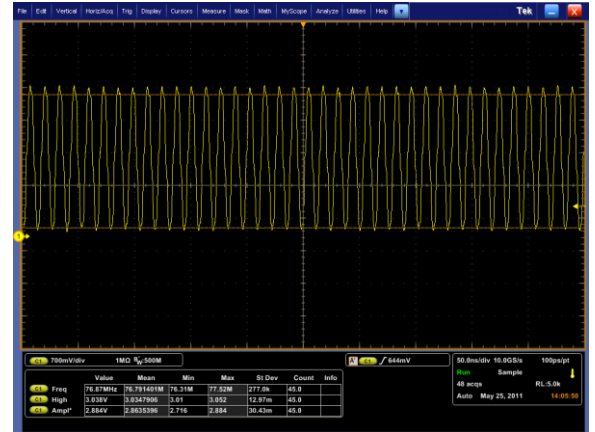 File Edit Vertical Horiz/Acq Trig Display Cursors Measure Mask Math MyScope Analyze Utilities Help Tek
1
C1 700mV/div 1MΩ BW:500M
A' C1 644mV
50.0ns/div 10.0GS/s 100ps/pt
Run Sample
48 acqs RL:5.0k
Auto May 25, 2011 14:05:50
Value Mean Min Max St Dev Count Info
C1 Freq 76.87MHz 76.791401M 76.31M 77.52M 277.0k 45.0
C1 High 3.038V 3.0347906 3.01 3.052 12.97m 45.0
C1 Ampl* 2.884V 2.8635396 2.716 2.884 30.43m 45.0